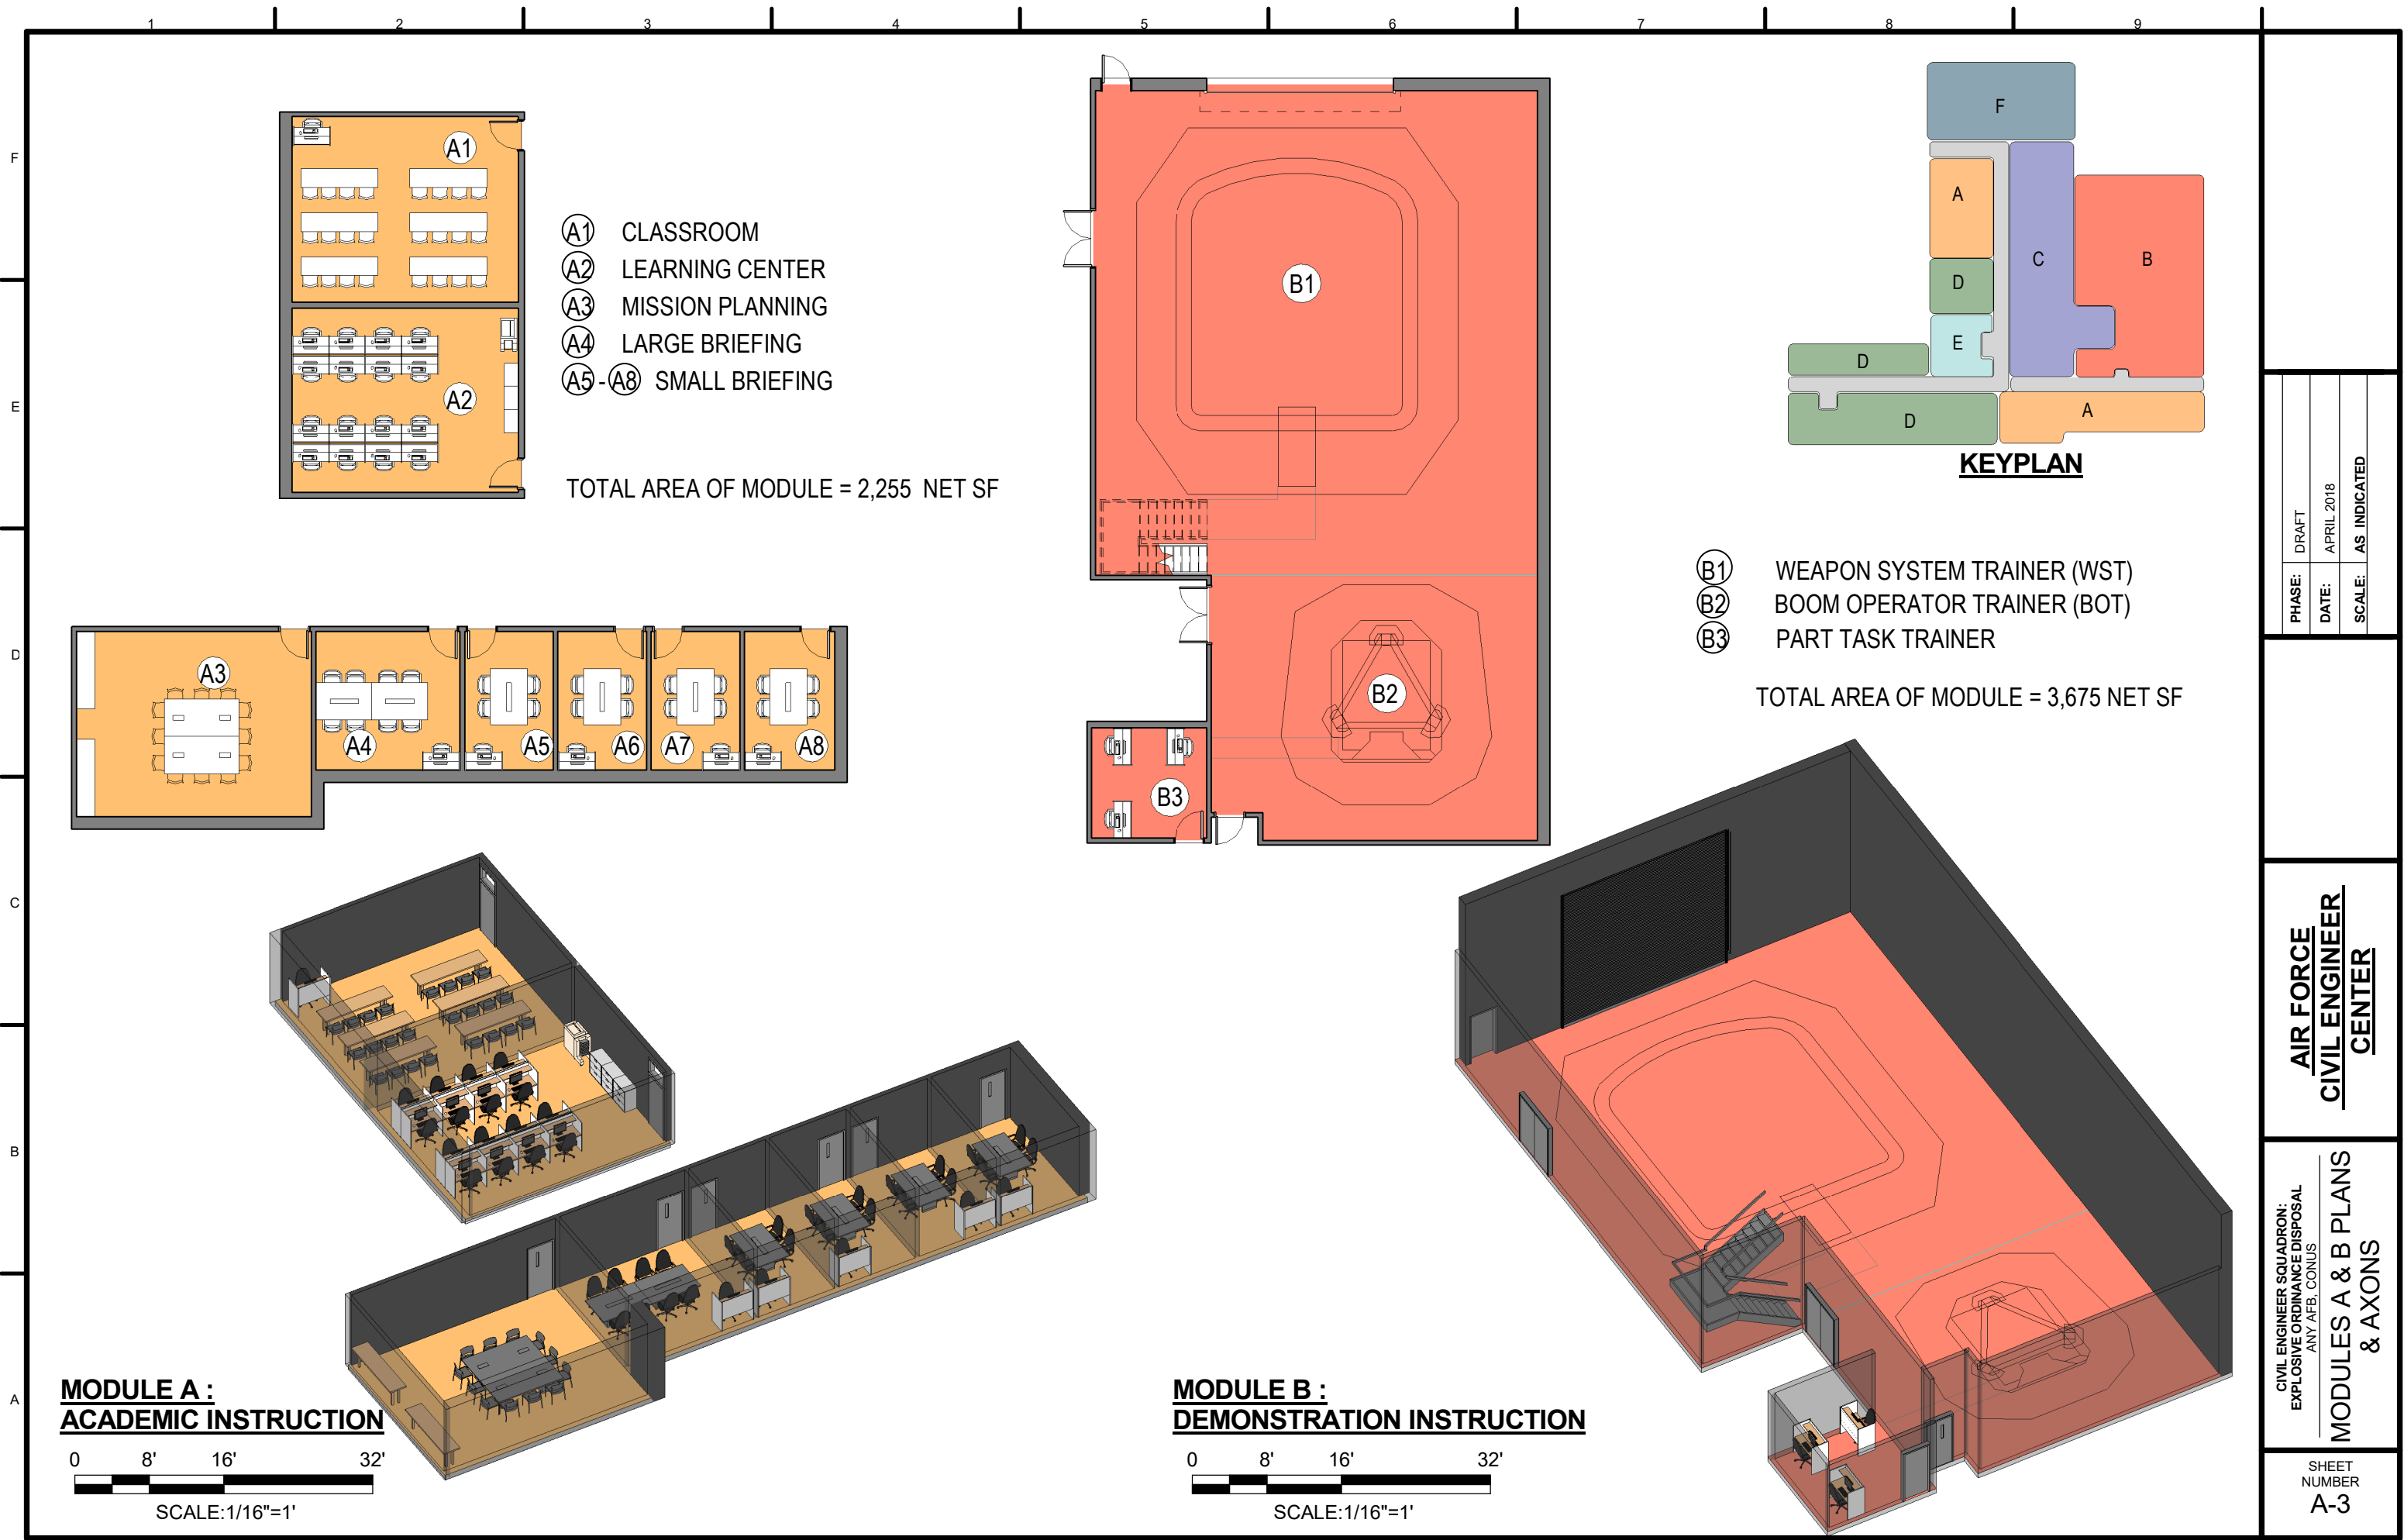 1 2 3 4 5 6 7 8 9
F
E
D
C
B
A
A1
A2
A1 CLASSROOM
A2 LEARNING CENTER
A3 MISSION PLANNING
A4 LARGE BRIEFING
A5 - A8 SMALL BRIEFING
TOTAL AREA OF MODULE = 2,255 NET SF
A3
A4
A5
A6
A7
A8
B1
B2
B3
F
A
C
B
D
E
D
A
D
KEYPLAN
B1 WEAPON SYSTEM TRAINER (WST)
B2 BOOM OPERATOR TRAINER (BOT)
B3 PART TASK TRAINER
TOTAL AREA OF MODULE = 3,675 NET SF
MODULE A :
ACADEMIC INSTRUCTION
0 8' 16' 32'
SCALE:1/16"=1'
MODULE B :
DEMONSTRATION INSTRUCTION
0 8' 16' 32'
SCALE:1/16"=1'
PHASE: DRAFT
DATE: APRIL 2018
SCALE: AS INDICATED
AIR FORCE
CIVIL ENGINEER
CENTER
CIVIL ENGINEER SQUADRON:
EXPLOSIVE ORDINANCE DISPOSAL
ANY AFB, CONUS
MODULES A & B PLANS
& AXONS
SHEET
NUMBER
A-3